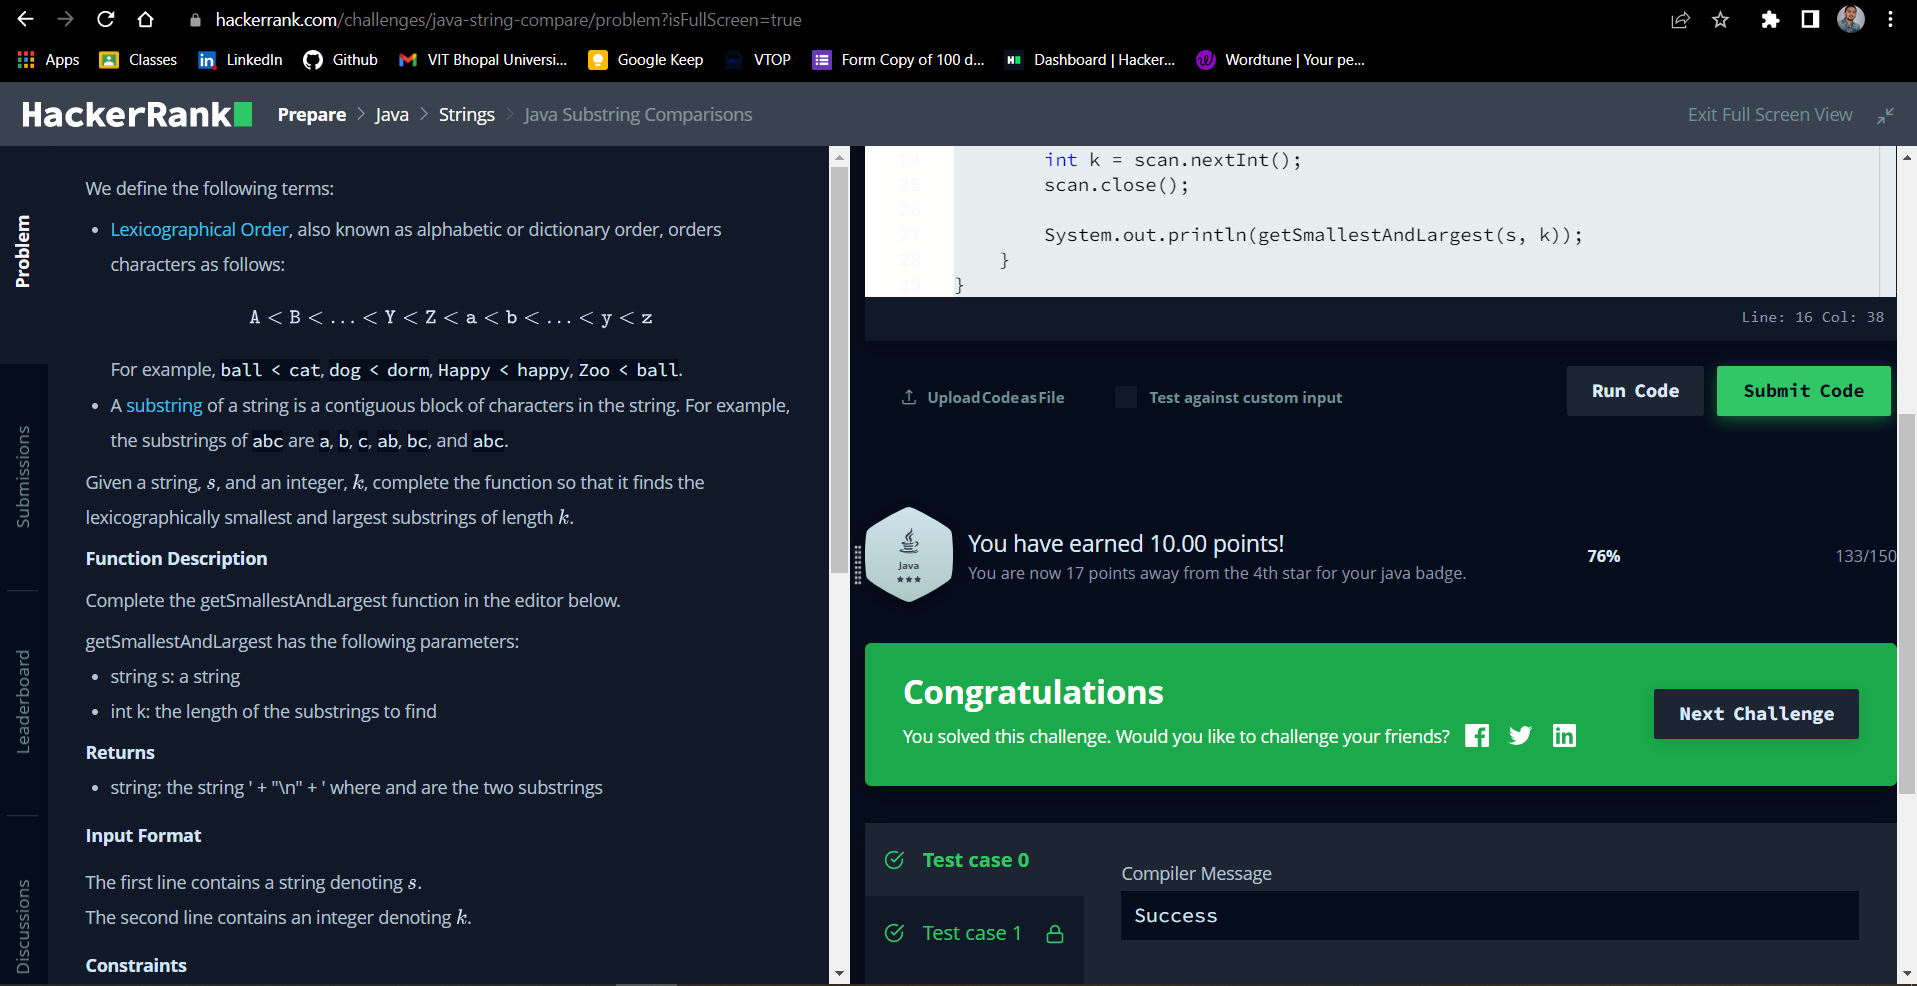 hackerrank.com/challenges/java-string-compare/problem?isFullScreen=true
Apps Classes LinkedIn Github VIT Bhopal Universi... Google Keep VTOP Form Copy of 100 d... Dashboard | Hacker... Wordtune | Your pe...
HackerRank Prepare > Java > Strings > Java Substring Comparisons Exit Full Screen View
Problem
Submissions
Leaderboard
Discussions
We define the following terms:
• Lexicographical Order, also known as alphabetic or dictionary order, orders
characters as follows:
A < B < ... < Y < Z < a < b < ... < y < z
For example, ball < cat, dog < dorm, Happy < happy, Zoo < ball.
• A substring of a string is a contiguous block of characters in the string. For example,
the substrings of abc are a, b, c, ab, bc, and abc.
Given a string, s, and an integer, k, complete the function so that it finds the
lexicographically smallest and largest substrings of length k.
Function Description
Complete the getSmallestAndLargest function in the editor below.
getSmallestAndLargest has the following parameters:
• string s: a string
• int k: the length of the substrings to find
Returns
• string: the string ' + "\n" + ' where and are the two substrings
Input Format
The first line contains a string denoting s.
The second line contains an integer denoting k.
Constraints
24 int k = scan.nextInt();
25 scan.close();
26
27 System.out.println(getSmallestAndLargest(s, k));
28 }
29 }
Line: 16 Col: 38
Upload Code as File Test against custom input Run Code Submit Code
Java
You have earned 10.00 points! 76% 133/150
You are now 17 points away from the 4th star for your java badge.
Congratulations
You solved this challenge. Would you like to challenge your friends?
Next Challenge
Test case 0
Test case 1
Compiler Message
Success